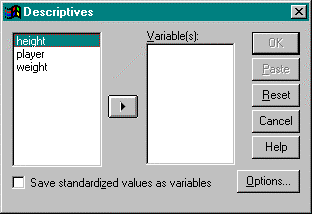 Descriptives
height
player
weight
Variable(s):
OK
Paste
Reset
Cancel
Help
Save standardized values as variables
Options...